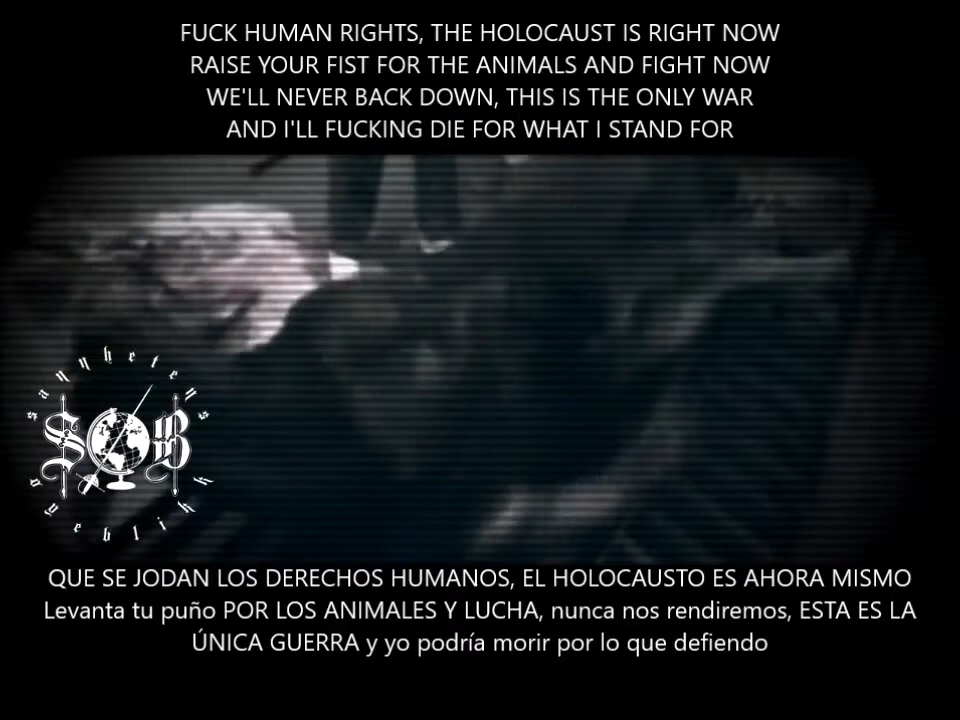 FUCK HUMAN RIGHTS, THE HOLOCAUST IS RIGHT NOW
RAISE YOUR FIST FOR THE ANIMALS AND FIGHT NOW
WE'LL NEVER BACK DOWN, THIS IS THE ONLY WAR
AND I'LL FUCKING DIE FOR WHAT I STAND FOR
sannhetens
SOB
QUE SE JODAN LOS DERECHOS HUMANOS, EL HOLOCAUSTO ES AHORA MISMO
Levanta tu puño POR LOS ANIMALES Y LUCHA, nunca nos rendiremos, ESTA ES LA
ÚNICA GUERRA y yo podría morir por lo que defiendo